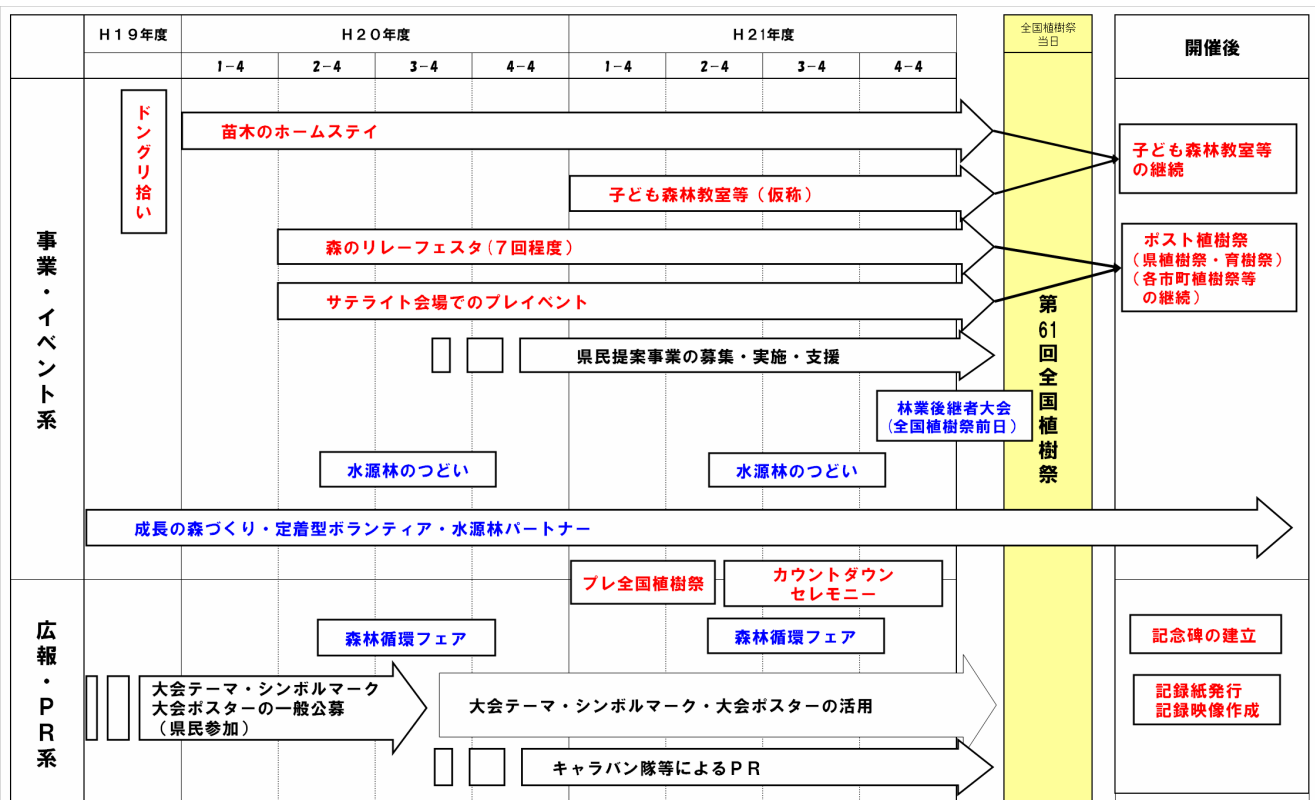 H19年度
H20年度
H21年度
全国植樹祭
当日
開催後
1-4
2-4
3-4
4-4
1-4
2-4
3-4
4-4
事業・イベント系
ドングリ拾い
苗木のホームステイ
子ども森林教室等
の継続
子ども森林教室等(仮称)
森のリレーフェスタ(7回程度)
ポスト植樹祭
(県植樹祭・育樹祭)
(各市町植樹祭等
の継続)
サテライト会場でのプレイベント
第61回全国植樹祭
県民提案事業の募集・実施・支援
林業後継者大会
(全国植樹祭前日)
水源林のつどい
水源林のつどい
成長の森づくり・定着型ボランティア・水源林パートナー
プレ全国植樹祭
カウントダウン
セレモニー
広報・PR系
森林循環フェア
森林循環フェア
記念碑の建立
大会テーマ・シンボルマーク
大会ポスターの一般公募
(県民参加)
大会テーマ・シンボルマーク・大会ポスターの活用
記録紙発行
記録映像作成
キャラバン隊等によるPR